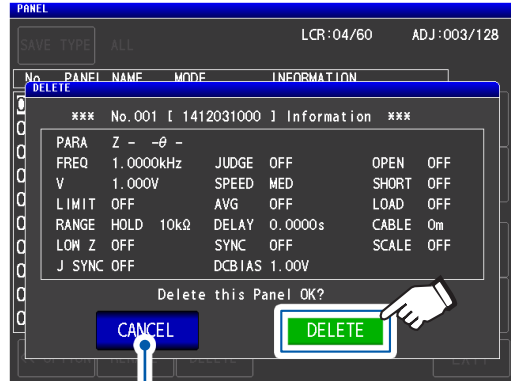 PANEL
SAVE TYPE ALL LCR:04/60 ADJ:003/128
No. PANEL NAME MODE INFORMATION
DELETE
*** No.001 [ 1412031000 ] Information ***
PARA Z - -θ -
FREQ 1.0000kHz JUDGE OFF OPEN OFF
V 1.000V SPEED MED SHORT OFF
LIMIT OFF AVG OFF LOAD OFF
RANGE HOLD 10kΩ DELAY 0.0000s CABLE 0m
LOW Z OFF SYNC OFF SCALE OFF
J SYNC OFF DCBIAS 1.00V
Delete this Panel OK?
CANCEL DELETE
EXIT